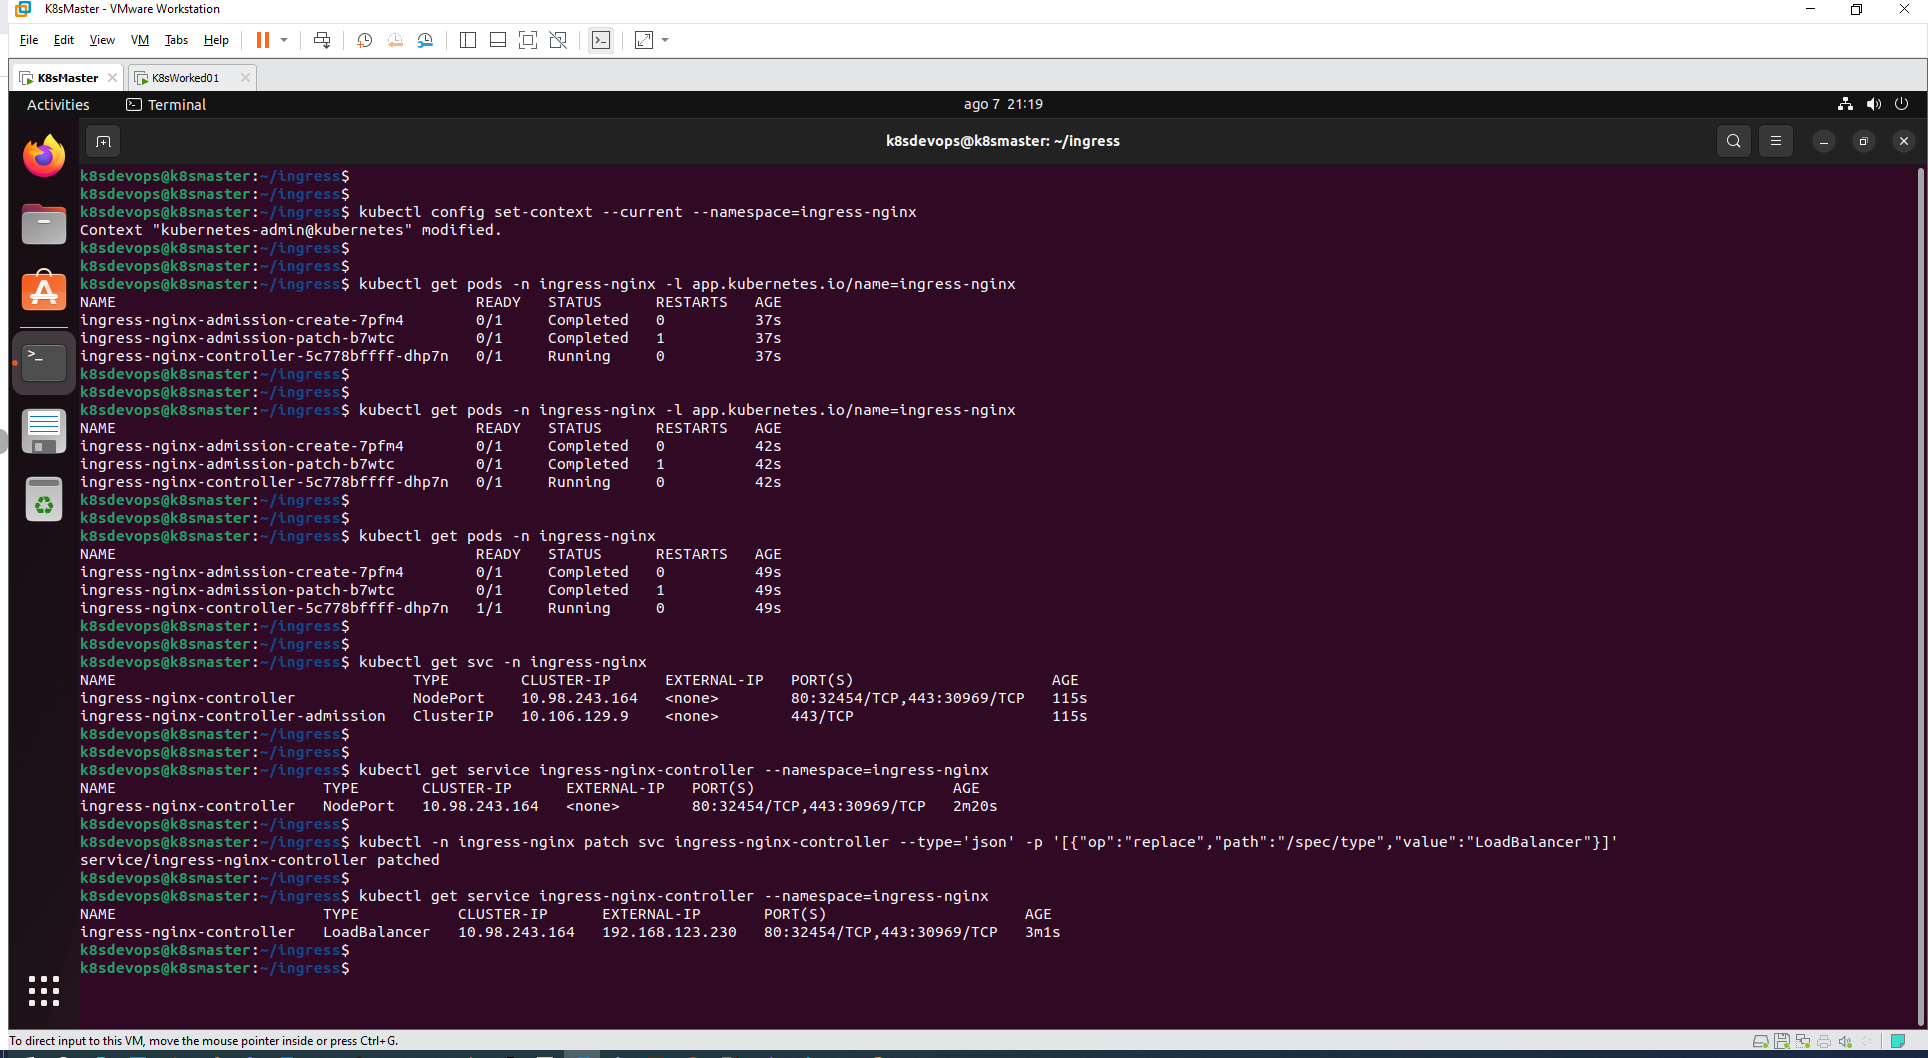 K8sMaster - VMware Workstation
File Edit View VM Tabs Help
K8sMaster K8sWorked01
Activities Terminal ago 7 21:19
k8sdevops@k8smaster: ~/ingress
k8sdevops@k8smaster:~/ingress$
k8sdevops@k8smaster:~/ingress$
k8sdevops@k8smaster:~/ingress$ kubectl config set-context --current --namespace=ingress-nginx
Context "kubernetes-admin@kubernetes" modified.
k8sdevops@k8smaster:~/ingress$
k8sdevops@k8smaster:~/ingress$
k8sdevops@k8smaster:~/ingress$ kubectl get pods -n ingress-nginx -l app.kubernetes.io/name=ingress-nginx
NAME READY STATUS RESTARTS AGE
ingress-nginx-admission-create-7pfm4 0/1 Completed 0 37s
ingress-nginx-admission-patch-b7wtc 0/1 Completed 1 37s
ingress-nginx-controller-5c778bffff-dhp7n 0/1 Running 0 37s
k8sdevops@k8smaster:~/ingress$
k8sdevops@k8smaster:~/ingress$
k8sdevops@k8smaster:~/ingress$ kubectl get pods -n ingress-nginx -l app.kubernetes.io/name=ingress-nginx
NAME READY STATUS RESTARTS AGE
ingress-nginx-admission-create-7pfm4 0/1 Completed 0 42s
ingress-nginx-admission-patch-b7wtc 0/1 Completed 1 42s
ingress-nginx-controller-5c778bffff-dhp7n 0/1 Running 0 42s
k8sdevops@k8smaster:~/ingress$
k8sdevops@k8smaster:~/ingress$
k8sdevops@k8smaster:~/ingress$ kubectl get pods -n ingress-nginx
NAME READY STATUS RESTARTS AGE
ingress-nginx-admission-create-7pfm4 0/1 Completed 0 49s
ingress-nginx-admission-patch-b7wtc 0/1 Completed 1 49s
ingress-nginx-controller-5c778bffff-dhp7n 1/1 Running 0 49s
k8sdevops@k8smaster:~/ingress$
k8sdevops@k8smaster:~/ingress$
k8sdevops@k8smaster:~/ingress$ kubectl get svc -n ingress-nginx
NAME TYPE CLUSTER-IP EXTERNAL-IP PORT(S) AGE
ingress-nginx-controller NodePort 10.98.243.164 <none> 80:32454/TCP,443:30969/TCP 115s
ingress-nginx-controller-admission ClusterIP 10.106.129.9 <none> 443/TCP 115s
k8sdevops@k8smaster:~/ingress$
k8sdevops@k8smaster:~/ingress$
k8sdevops@k8smaster:~/ingress$ kubectl get service ingress-nginx-controller --namespace=ingress-nginx
NAME TYPE CLUSTER-IP EXTERNAL-IP PORT(S) AGE
ingress-nginx-controller NodePort 10.98.243.164 <none> 80:32454/TCP,443:30969/TCP 2m20s
k8sdevops@k8smaster:~/ingress$
k8sdevops@k8smaster:~/ingress$ kubectl -n ingress-nginx patch svc ingress-nginx-controller --type='json' -p '[{"op":"replace","path":"/spec/type","value":"LoadBalancer"}]'
service/ingress-nginx-controller patched
k8sdevops@k8smaster:~/ingress$
k8sdevops@k8smaster:~/ingress$ kubectl get service ingress-nginx-controller --namespace=ingress-nginx
NAME TYPE CLUSTER-IP EXTERNAL-IP PORT(S) AGE
ingress-nginx-controller LoadBalancer 10.98.243.164 192.168.123.230 80:32454/TCP,443:30969/TCP 3m1s
k8sdevops@k8smaster:~/ingress$
k8sdevops@k8smaster:~/ingress$
To direct input to this VM, move the mouse pointer inside or press Ctrl+G.